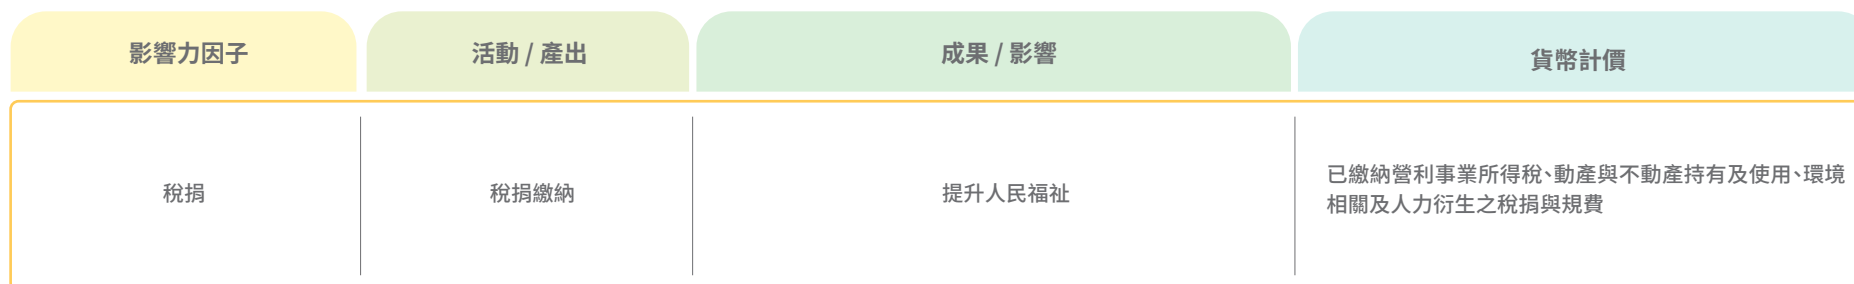 影響力因子
活動 / 產出
成果 / 影響
貨幣計價
稅捐
稅捐繳納
提升人民福祉
已繳納營利事業所得稅、動產與不動產持有及使用、環境
相關及人力衍生之稅捐與規費